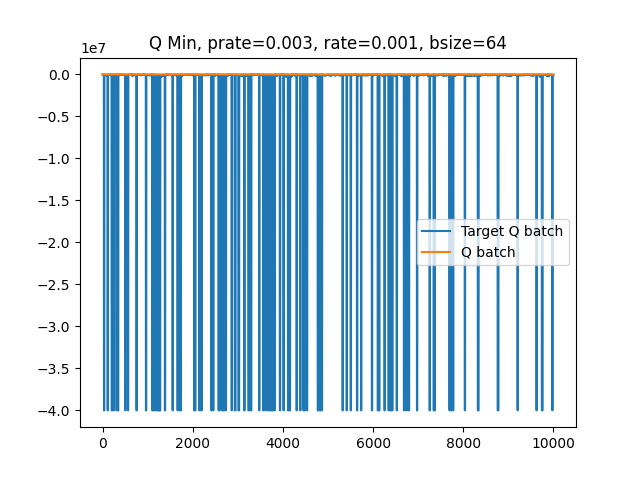 Q Min, prate=0.003, rate=0.001, bsize=64
1e7
0.0
−0.5
−1.0
−1.5
−2.0
−2.5
−3.0
−3.5
−4.0
Target Q batch
Q batch
0 2000 4000 6000 8000 10000